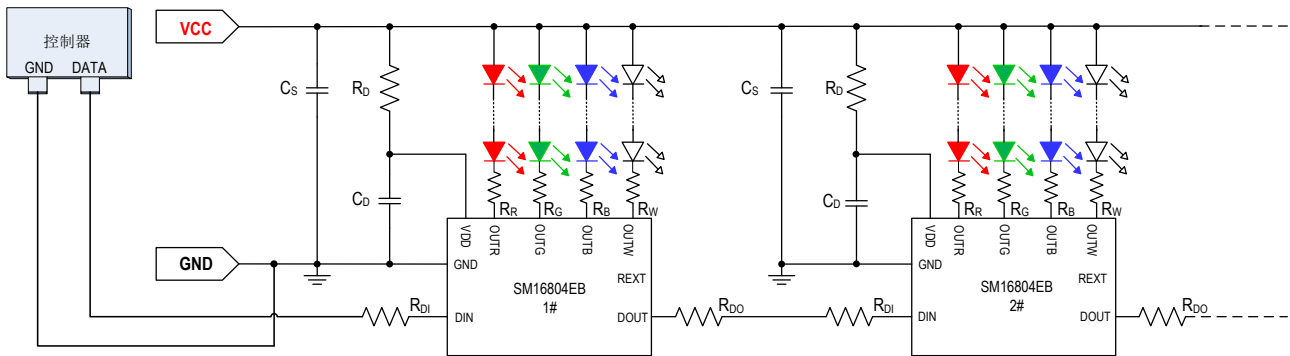 控制器
GND DATA
VCC
CS
RD
CD
RR
RG
RB
RW
VDD
OUTR
OUTG
OUTB
OUTW
GND
GND
REXT
SM16804EB
1#
RDI
DIN
DOUT
RDO
CS
RD
CD
RR
RG
RB
RW
VDD
OUTR
OUTG
OUTB
OUTW
GND
REXT
SM16804EB
2#
RDI
DIN
DOUT
RDO